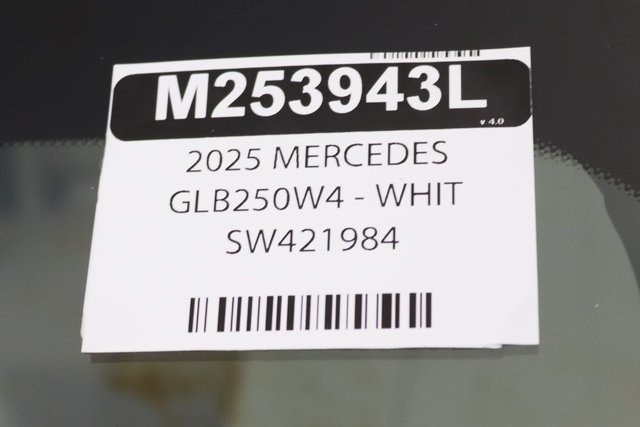 M253943L
v 4.0
2025 MERCEDES
GLB250W4 - WHIT
SW421984